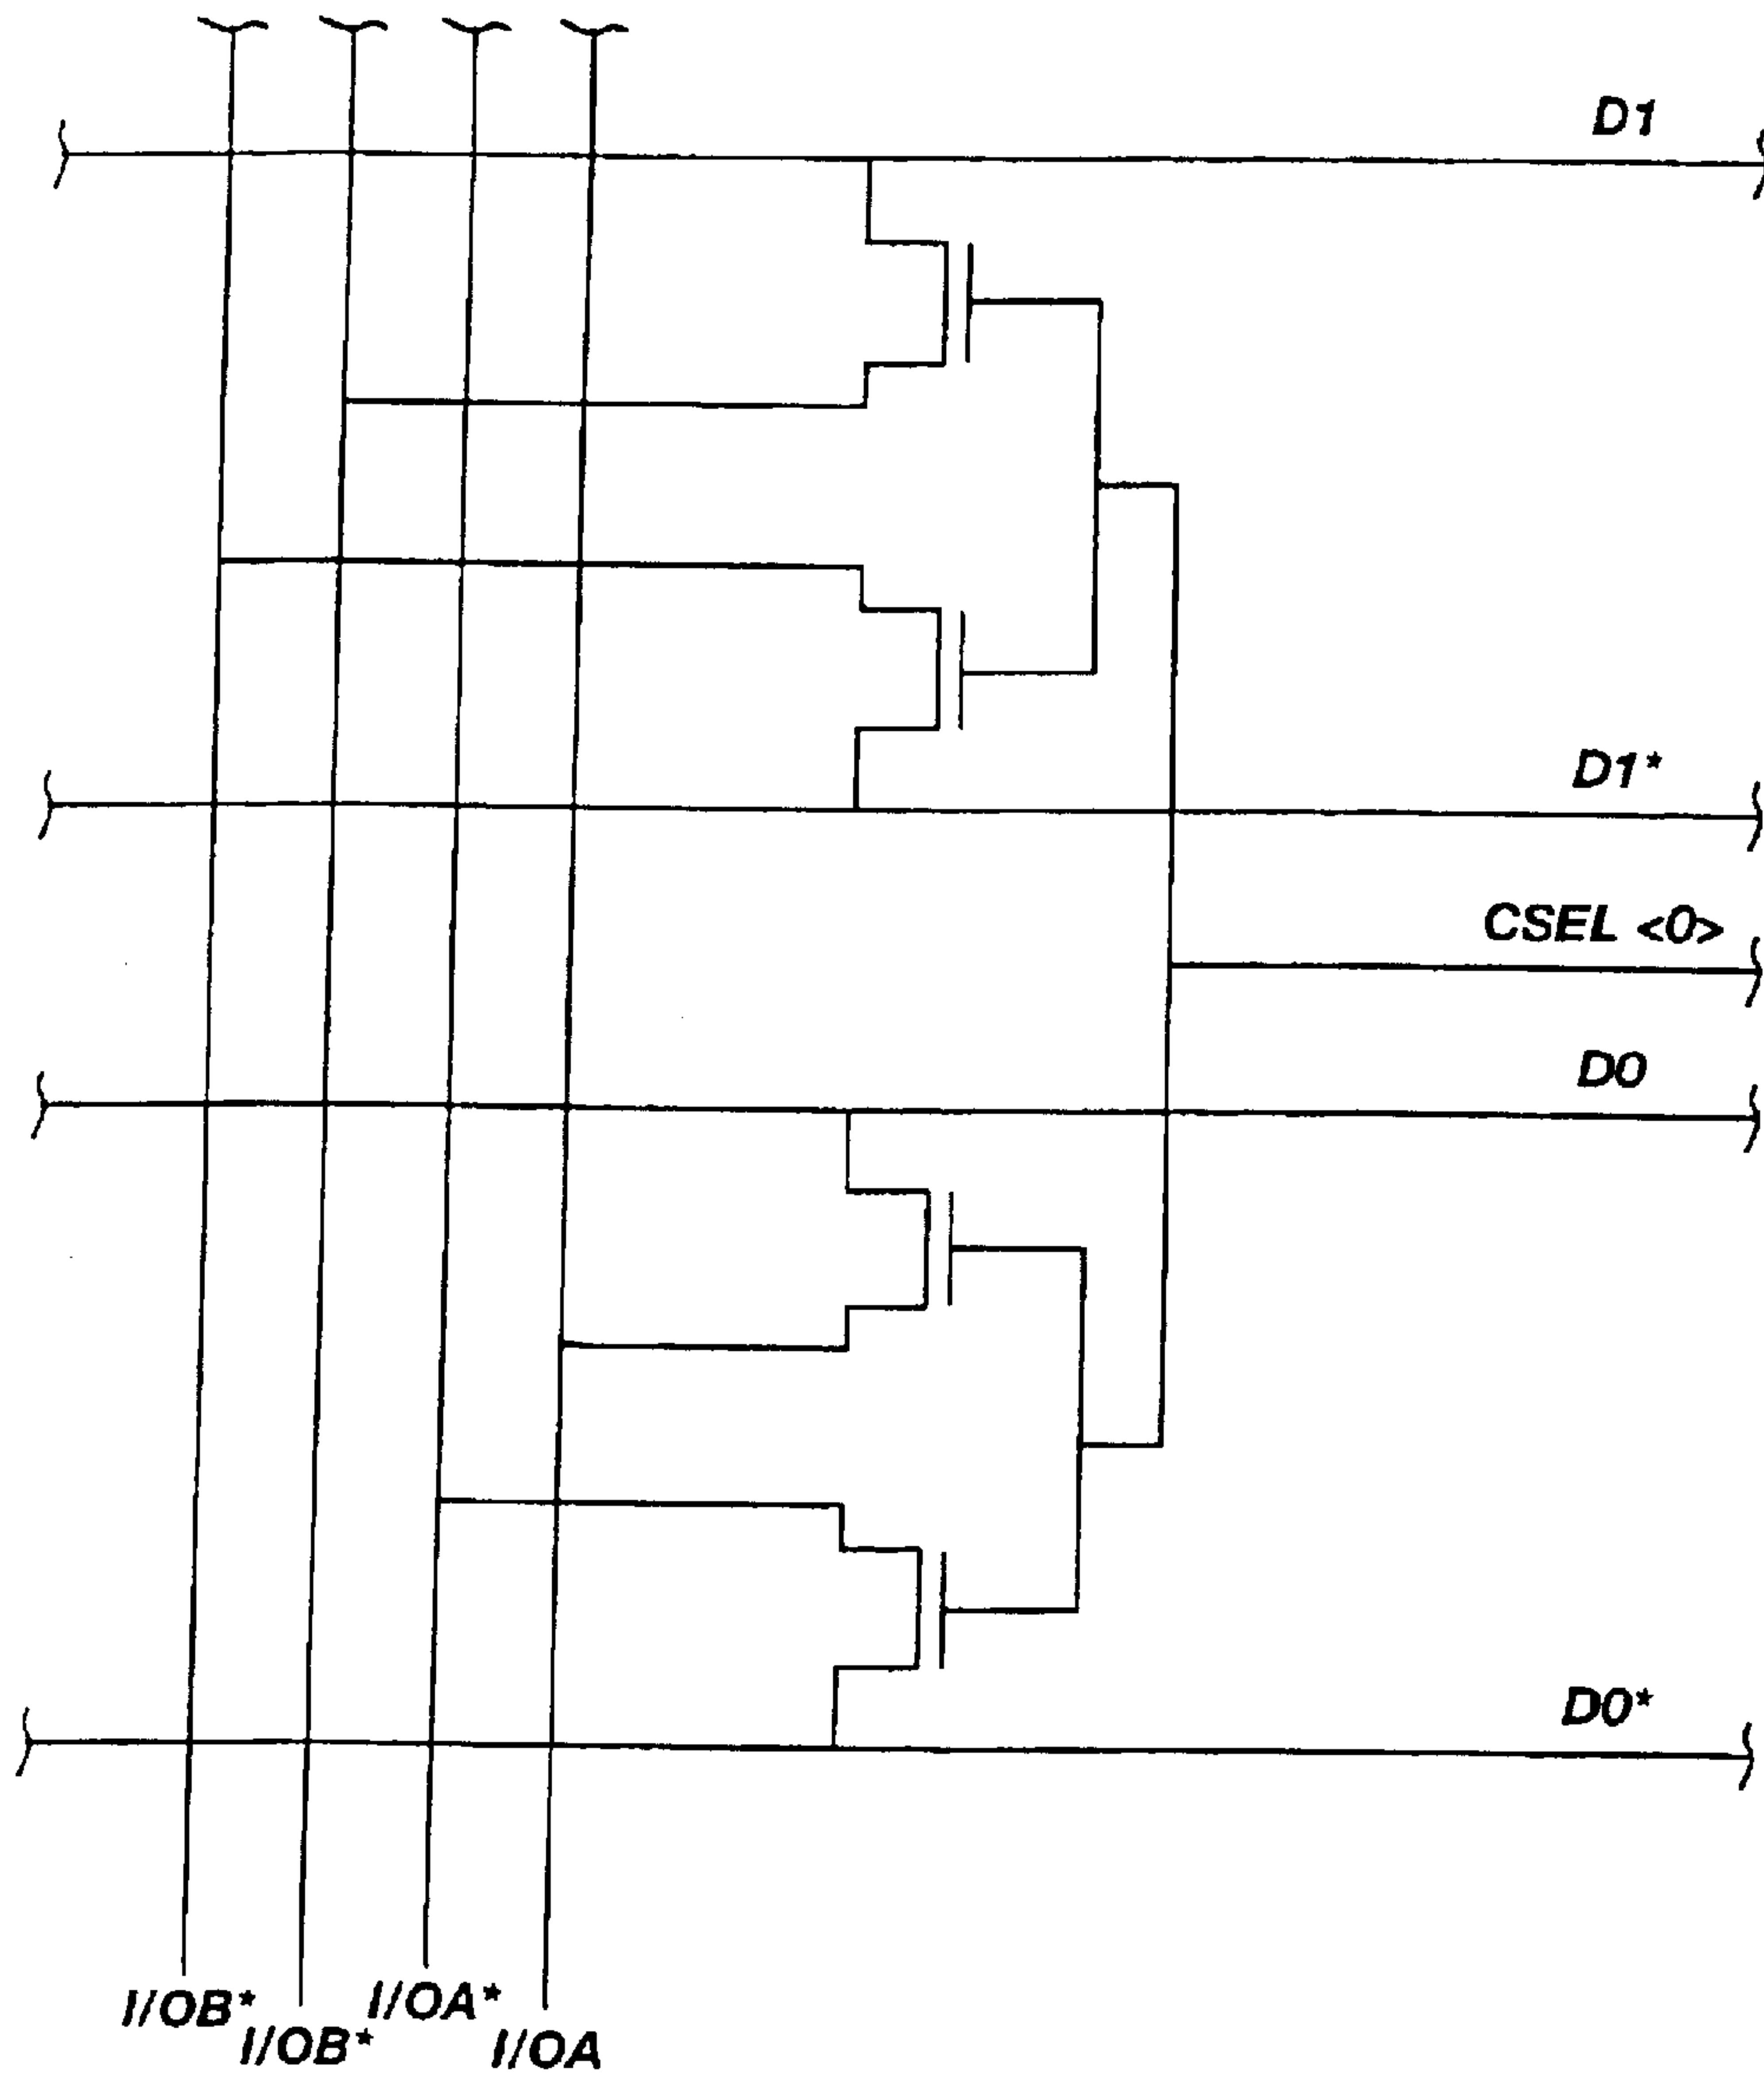 D1
D1*
CSEL <0>
D0
D0*
I/OB*
I/OB*
I/OA*
I/OA